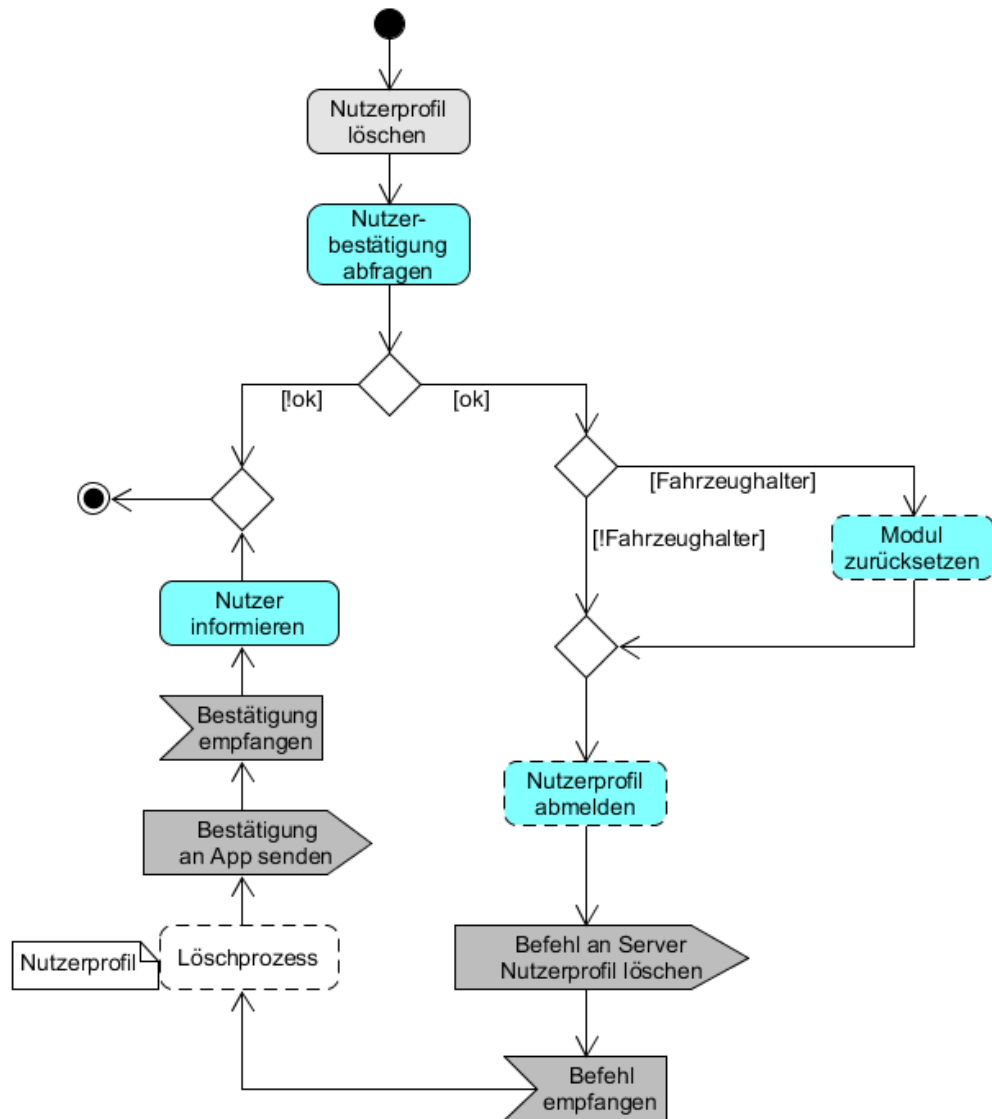 Nutzerprofil
löschen
Nutzer-
bestätigung
abfragen
[!ok]
[ok]
[Fahrzeughalter]
[!Fahrzeughalter]
Modul
zurücksetzen
Nutzer
informieren
Bestätigung
empfangen
Nutzerprofil
abmelden
Bestätigung
an App senden
Nutzerprofil
Löschprozess
Befehl an Server
Nutzerprofil löschen
Befehl
empfangen